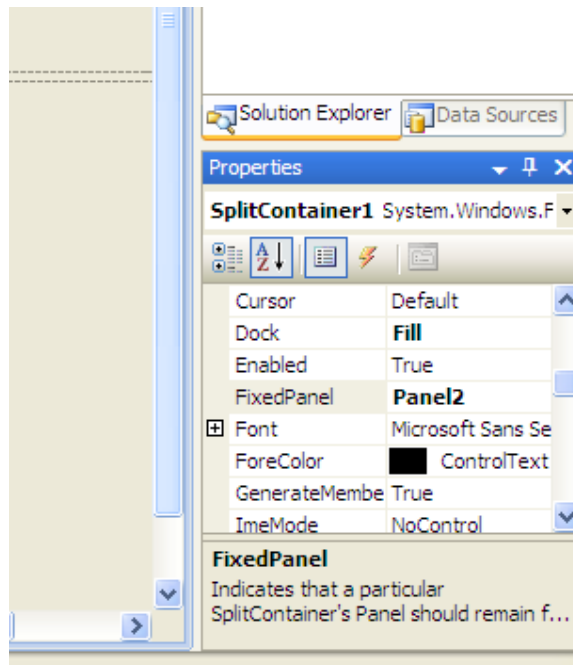 Solution Explorer Data Sources
Properties
SplitContainer1 System.Windows.F
Cursor Default
Dock Fill
Enabled True
FixedPanel Panel2
Font Microsoft Sans Se
ForeColor ControlText
GenerateMembe True
ImeMode NoControl
FixedPanel
Indicates that a particular
SplitContainer's Panel should remain f...